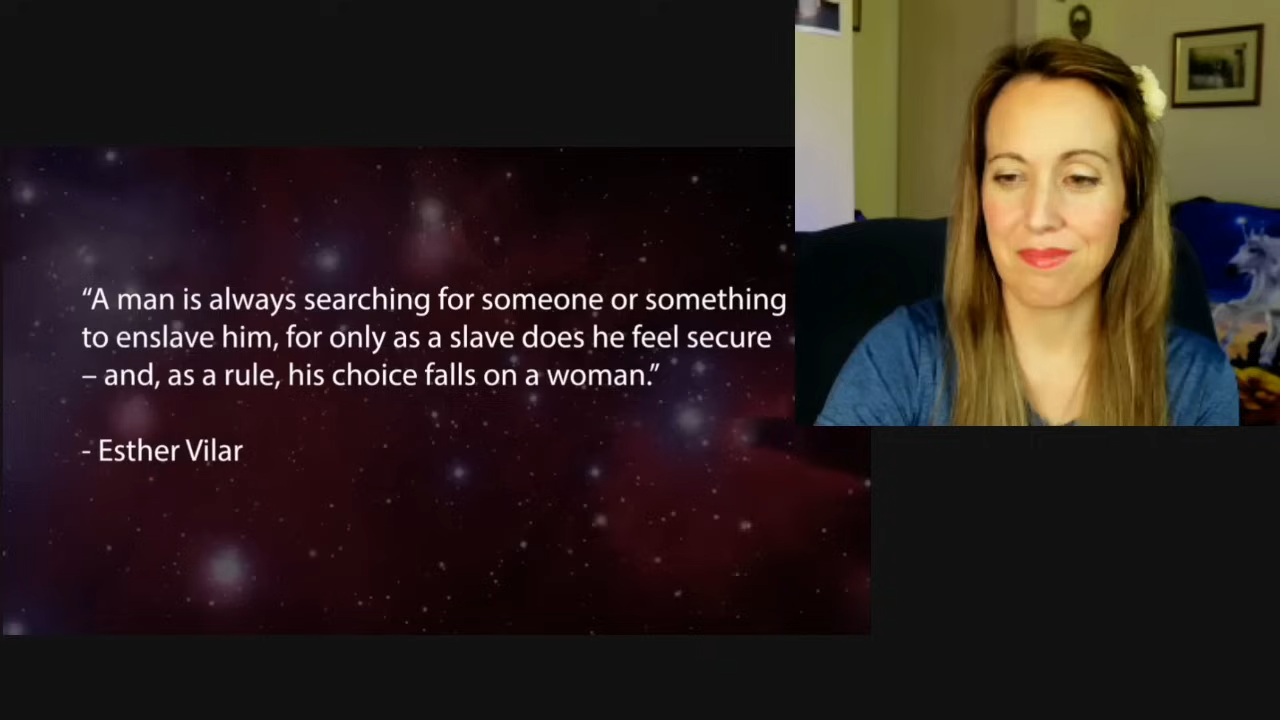 “A man is always searching for someone or something
to enslave him, for only as a slave does he feel secure
– and, as a rule, his choice falls on a woman.”
- Esther Vilar